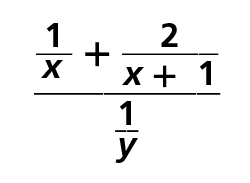 1/x + 2/(x + 1)
1/y